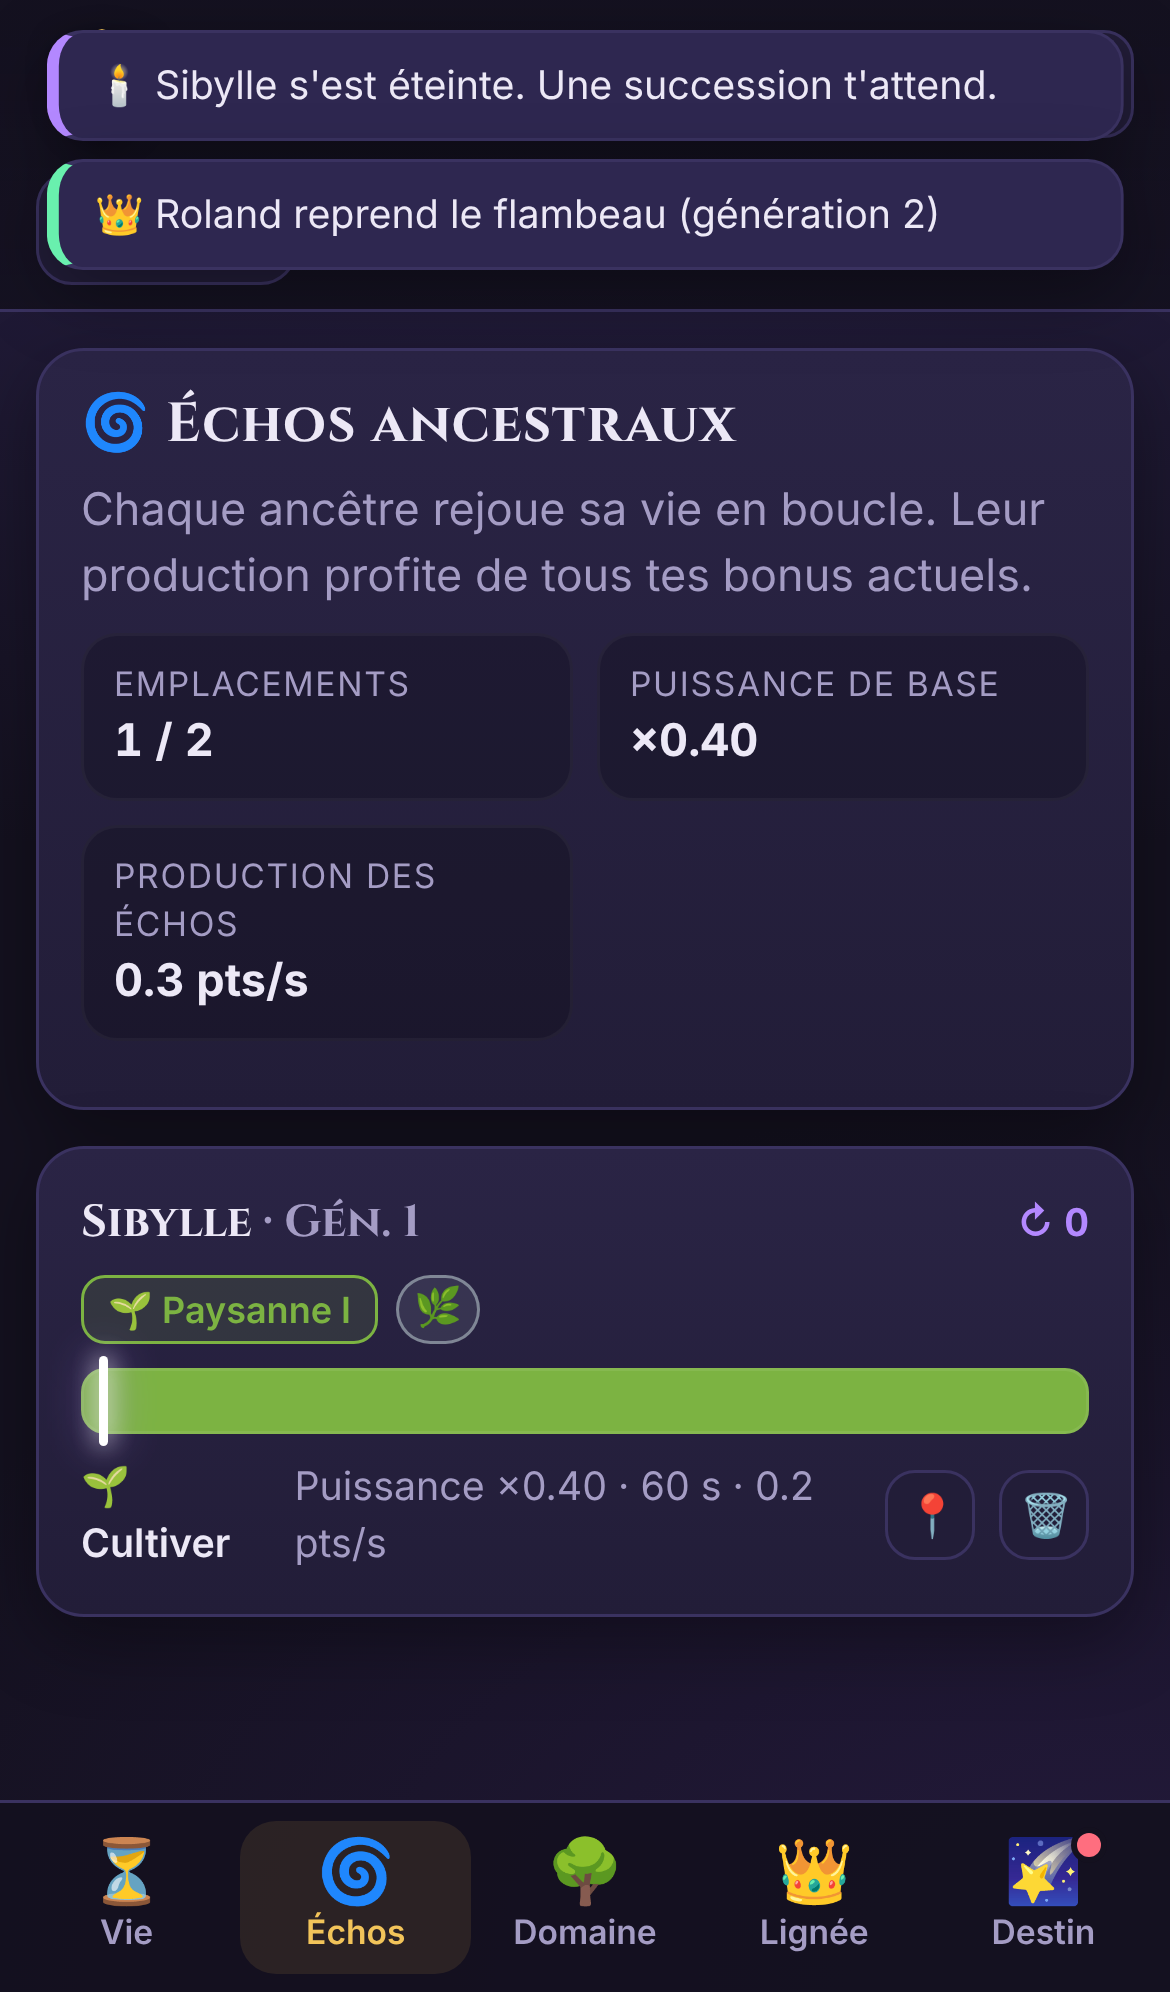 Sibylle s'est éteinte. Une succession t'attend.
Roland reprend le flambeau (génération 2)
Échos ancestraux
Chaque ancêtre rejoue sa vie en boucle. Leur
production profite de tous tes bonus actuels.
EMPLACEMENTS
1 / 2
PUISSANCE DE BASE
×0.40
PRODUCTION DES
ÉCHOS
0.3 pts/s
Sibylle · Gén. 1
↻ 0
Paysanne I
Cultiver
Puissance ×0.40 · 60 s · 0.2
pts/s
Vie
Échos
Domaine
Lignée
Destin